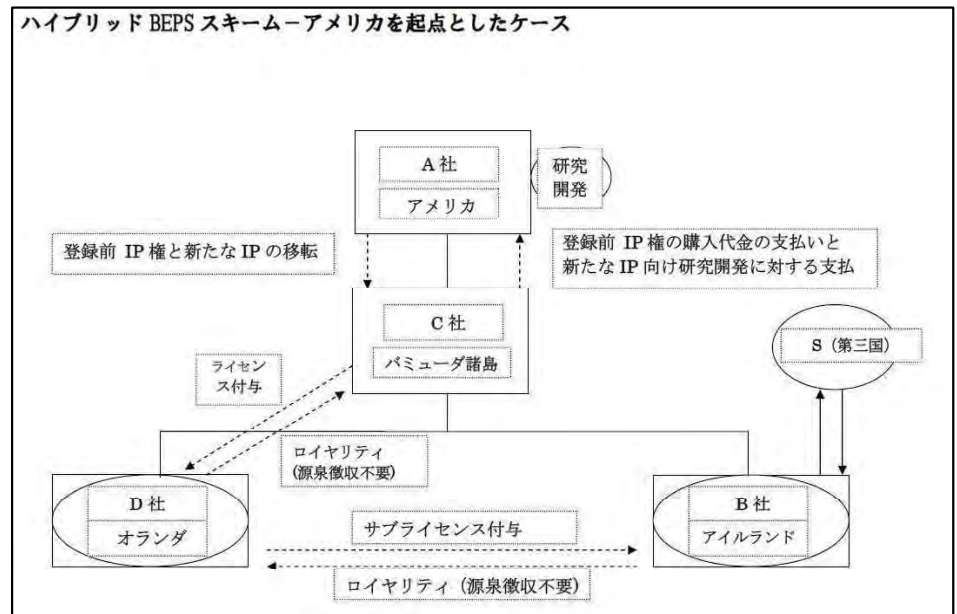 ハイブリッド BEPS スキーム－アメリカを起点としたケース
A 社
アメリカ
研究
開発
登録前 IP 権と新たな IP の移転
登録前 IP 権の購入代金の支払いと
新たな IP 向け研究開発に対する支払
C 社
バミューダ諸島
S（第三国）
ライセン
ス付与
ロイヤリティ
(源泉徴収不要)
D 社
オランダ
B 社
アイルランド
サブライセンス付与
ロイヤリティ（源泉徴収不要）